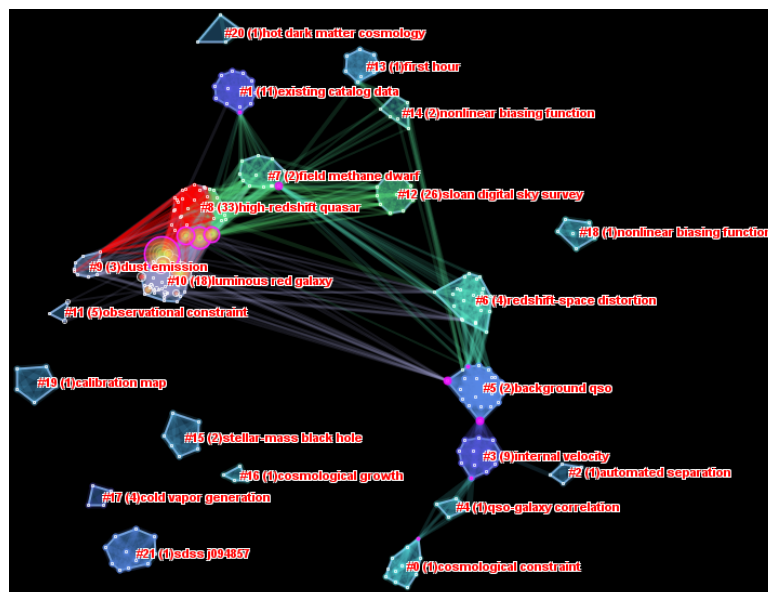 #20 (1)hot dark matter cosmology
#13 (1)first hour
#1 (11)existing catalog data
#14 (2)nonlinear biasing function
#7 (2)field methane dwarf
#12 (26)sloan digital sky survey
#8 (33)high-redshift quasar
#18 (1)nonlinear biasing function
#9 (3)dust emission
#10 (18)luminous red galaxy
#6 (4)redshift-space distortion
#11 (5)observational constraint
#19 (1)calibration map
#5 (2)background qso
#15 (2)stellar-mass black hole
#3 (9)internal velocity
#2 (1)automated separation
#16 (1)cosmological growth
#17 (4)cold vapor generation
#4 (1)qso-galaxy correlation
#21 (1)sdss j094857
#0 (1)cosmological constraint